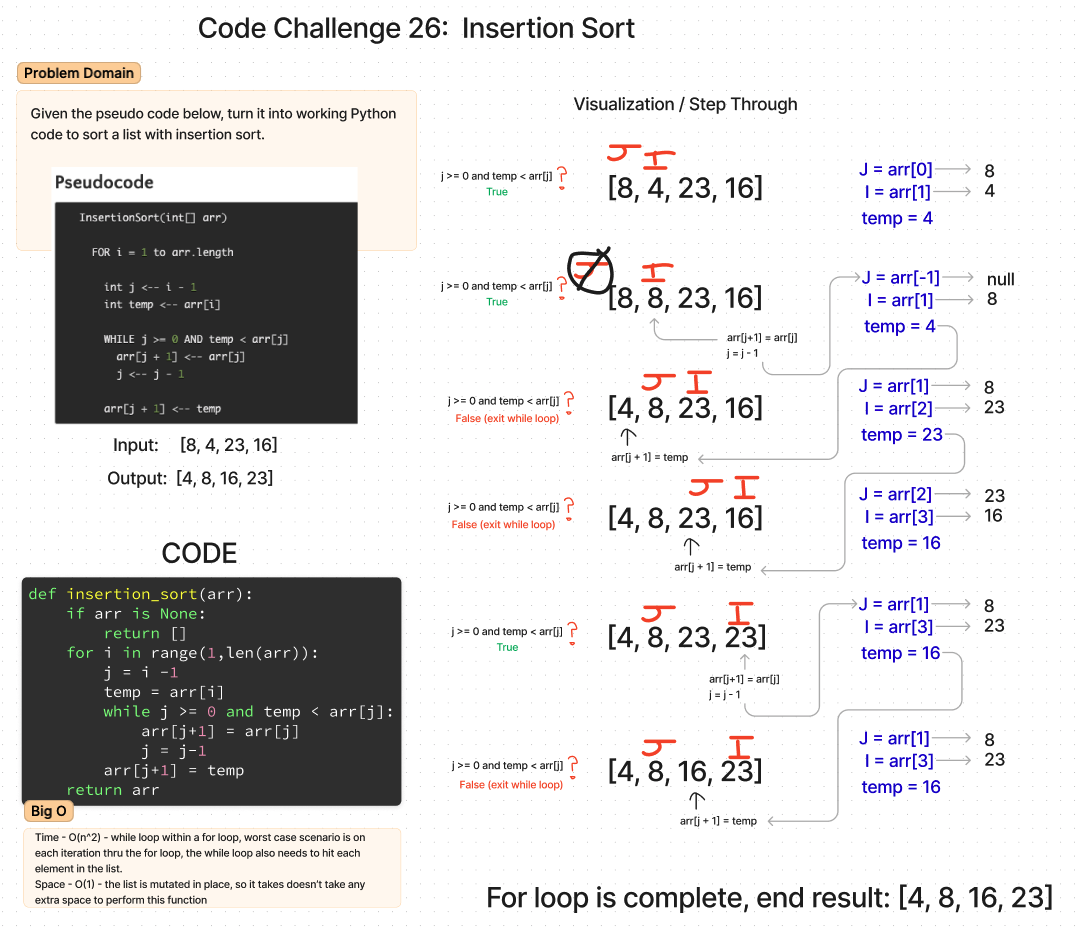 Code Challenge 26:  Insertion Sort
Problem Domain
Given the pseudo code below, turn it into working Python
code to sort a list with insertion sort.
Pseudocode
InsertionSort(int[] arr)
FOR i = 1 to arr.length
int j <-- i - 1
int temp <-- arr[i]
WHILE j >= 0 AND temp < arr[j]
arr[j + 1] <-- arr[j]
j <-- j - 1
arr[j + 1] <-- temp
Input: [8, 4, 23, 16]
Output: [4, 8, 16, 23]
CODE
def insertion_sort(arr):
    if arr is None:
        return []
    for i in range(1,len(arr)):
        j = i -1
        temp = arr[i]
        while j >= 0 and temp < arr[j]:
            arr[j+1] = arr[j]
            j = j-1
        arr[j+1] = temp
    return arr
Big O
Time - O(n^2) - while loop within a for loop, worst case scenario is on
each iteration thru the for loop, the while loop also needs to hit each
element in the list.
Space - O(1) - the list is mutated in place, so it takes doesn't take any
extra space to perform this function
Visualization / Step Through
J I
j >= 0 and temp < arr[j] ?
True
[8, 4, 23, 16]
J = arr[0] 8
I = arr[1] 4
temp = 4
J I
j >= 0 and temp < arr[j] ?
True
[8, 8, 23, 16]
arr[j+1] = arr[j]
j = j - 1
J = arr[-1] null
I = arr[1] 8
temp = 4
J I
j >= 0 and temp < arr[j] ?
False (exit while loop)
[4, 8, 23, 16]
arr[j + 1] = temp
J = arr[1] 8
I = arr[2] 23
temp = 23
J I
j >= 0 and temp < arr[j] ?
False (exit while loop)
[4, 8, 23, 16]
arr[j + 1] = temp
J = arr[2] 23
I = arr[3] 16
temp = 16
J I
j >= 0 and temp < arr[j] ?
True
[4, 8, 23, 23]
arr[j+1] = arr[j]
j = j - 1
J = arr[1] 8
I = arr[3] 23
temp = 16
J I
j >= 0 and temp < arr[j] ?
False (exit while loop)
[4, 8, 16, 23]
arr[j + 1] = temp
J = arr[1] 8
I = arr[3] 23
temp = 16
For loop is complete, end result: [4, 8, 16, 23]